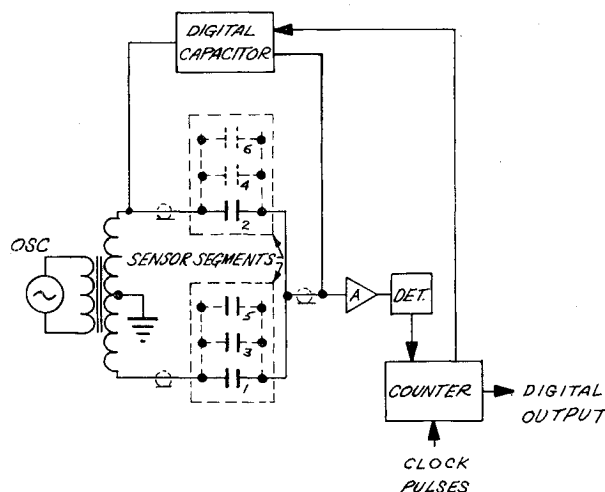 DIGITAL
CAPACITOR
6
4
2
OSC
SENSOR SEGMENTS
5
3
1
A
DET.
COUNTER
DIGITAL
OUTPUT
CLOCK
PULSES